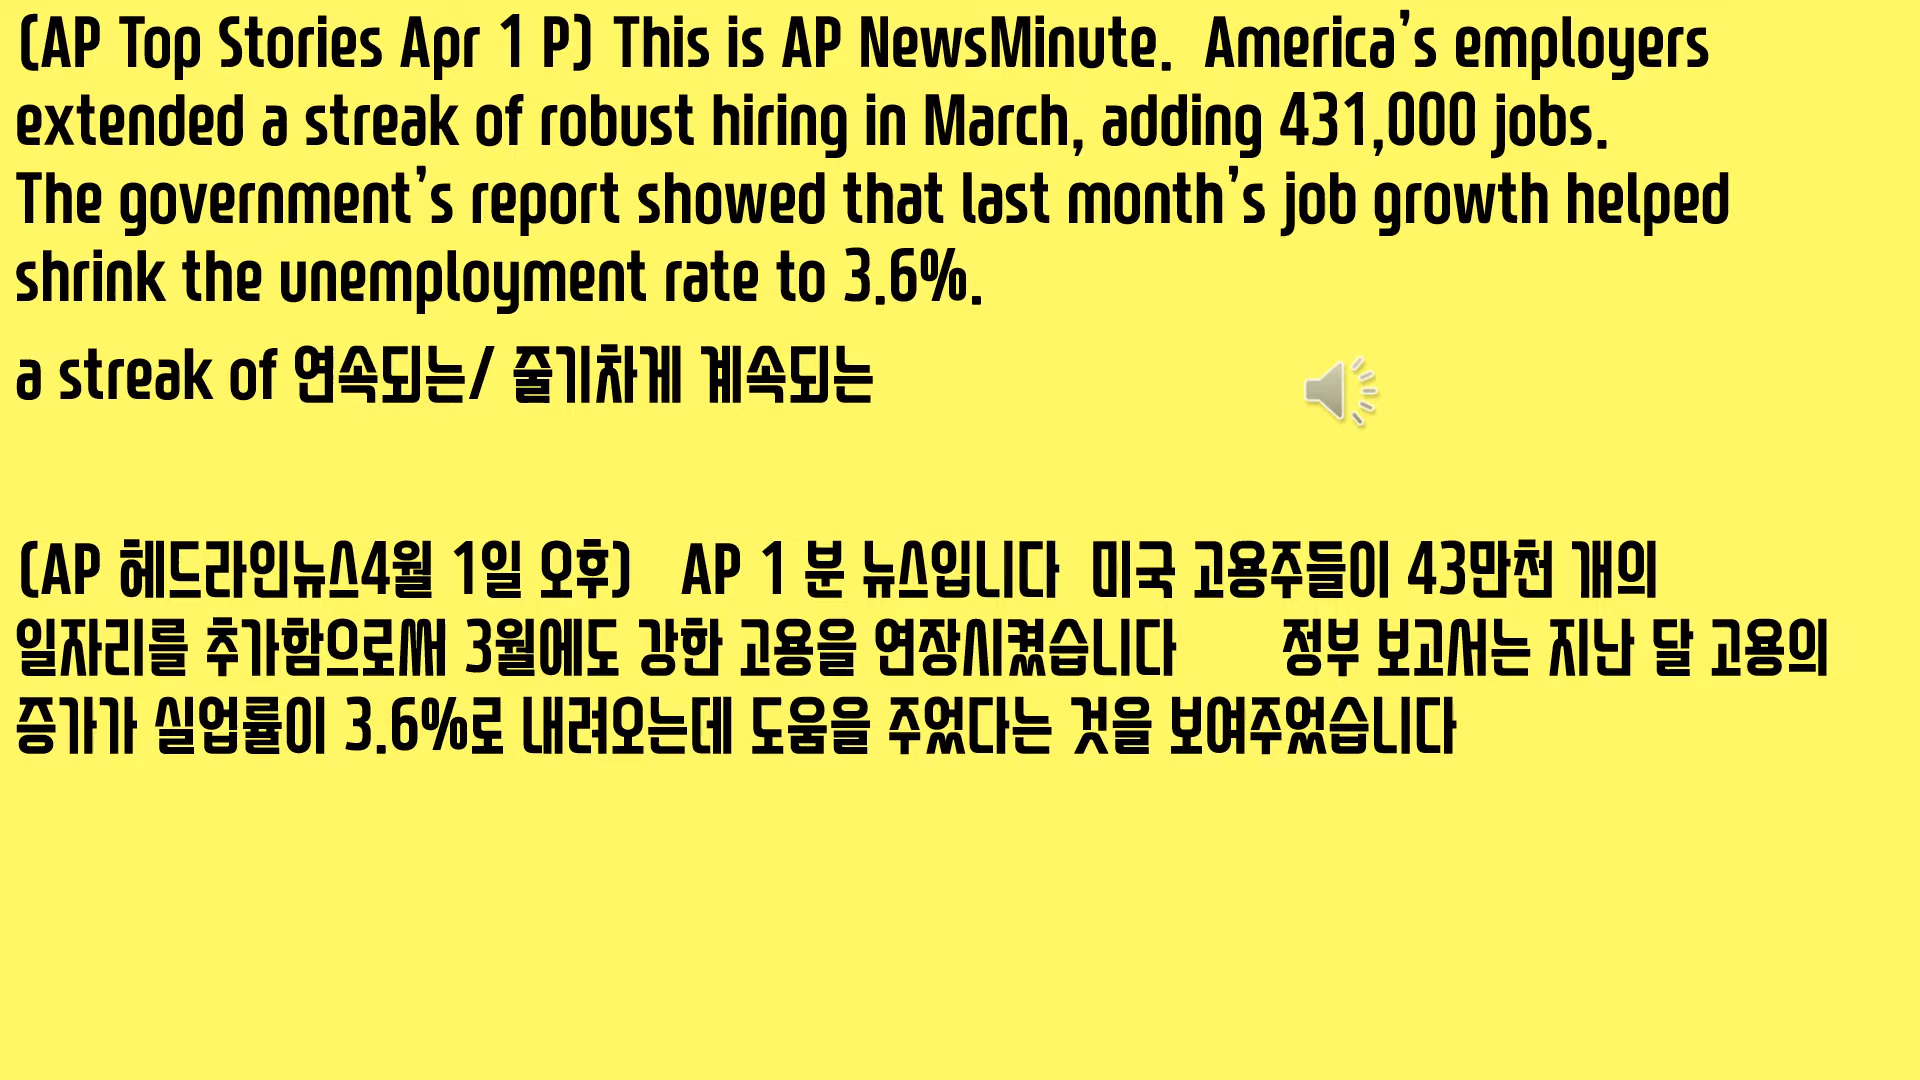 (AP Top Stories Apr 1 P) This is AP NewsMinute. America's employers
extended a streak of robust hiring in March, adding 431,000 jobs.
The government's report showed that last month's job growth helped
shrink the unemployment rate to 3.6%.
a streak of 연속되는/ 줄기차게 계속되는
(AP 헤드라인뉴스4월 1일 오후) AP 1 분 뉴스입니다 미국 고용주들이 43만천 개의
일자리를 추가함으로써 3월에도 강한 고용을 연장시켰습니다 정부 보고서는 지난 달 고용의
증가가 실업률이 3.6%로 내려오는데 도움을 주었다는 것을 보여주었습니다